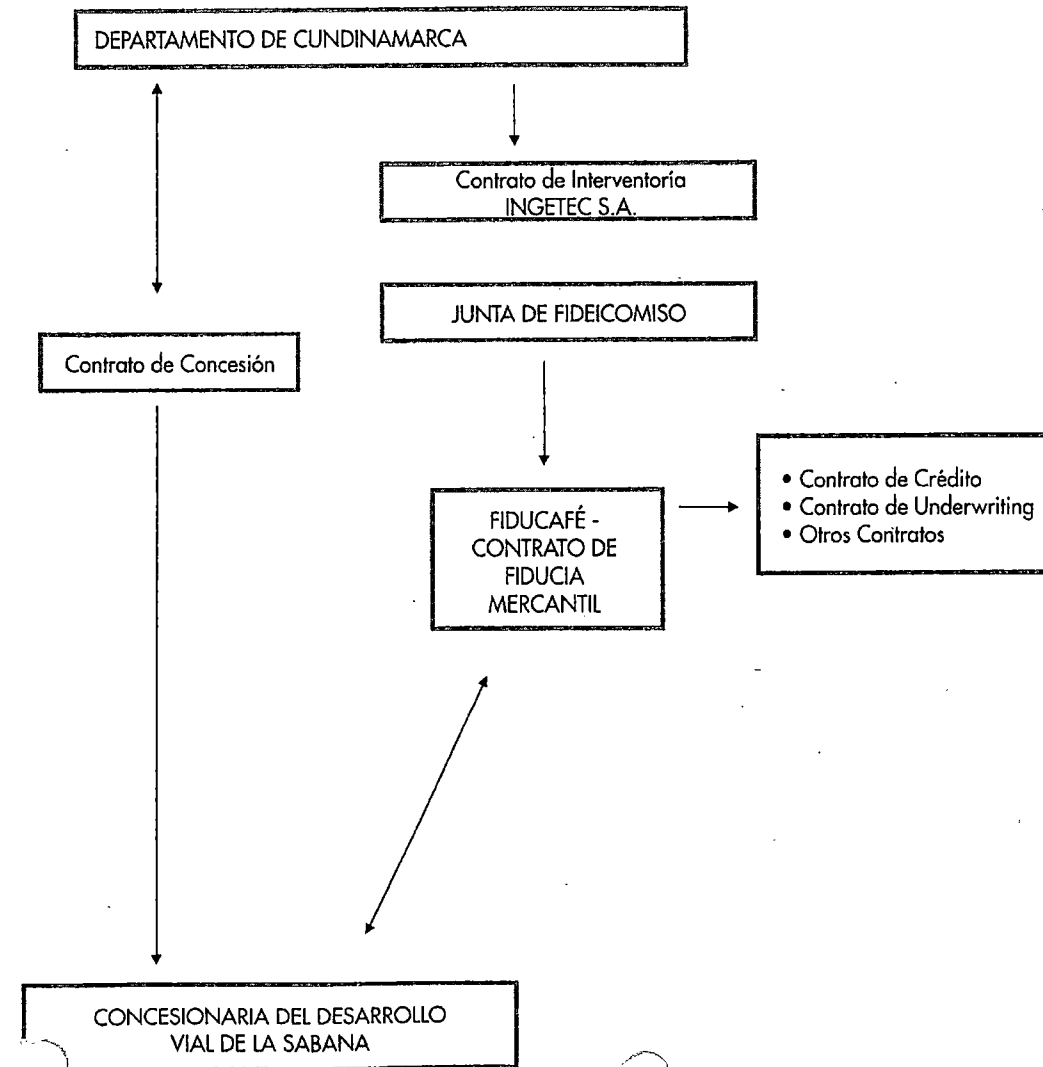 DEPARTAMENTO DE CUNDINAMARCA
Contrato de Interventoría
INGETEC S.A.
JUNTA DE FIDEICOMISO
Contrato de Concesión
• Contrato de Crédito
• Contrato de Underwriting
• Otros Contratos
FIDUCAFÉ -
CONTRATO DE
FIDUCIA
MERCANTIL
CONCESIONARIA DEL DESARROLLO
VIAL DE LA SABANA